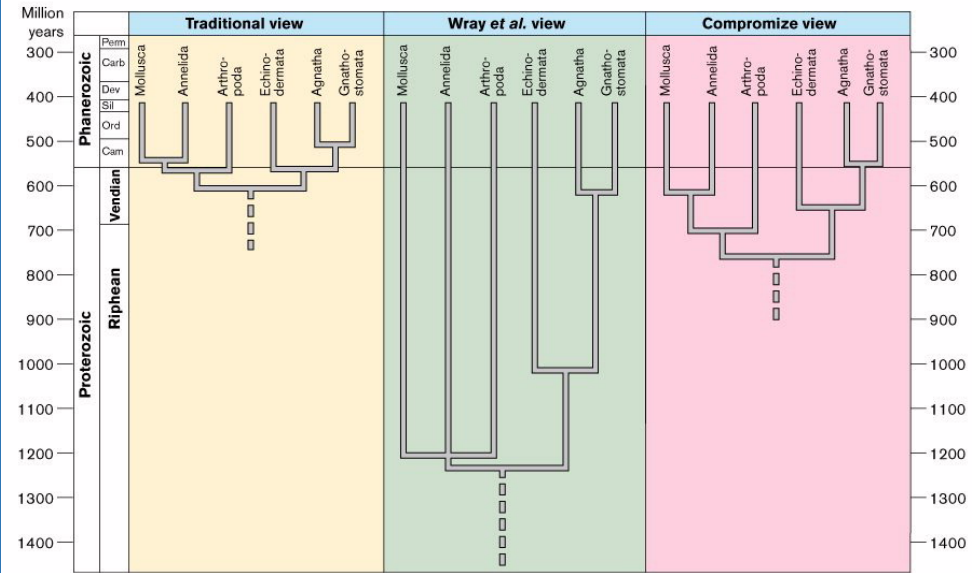 Million
years
Traditional view
Wray et al. view
Compromize view
300
400
500
600
700
800
900
1000
1100
1200
1300
1400
Phanerozoic
Proterozoic
Perm
Carb
Dev
Sil
Ord
Cam
Vendian
Riphean
Mollusca
Annelida
Arthro-
poda
Echino-
dermata
Agnatha
Gnatho-
stomata
Mollusca
Annelida
Arthro-
poda
Echino-
dermata
Agnatha
Gnatho-
stomata
Mollusca
Annelida
Arthro-
poda
Echino-
dermata
Agnatha
Gnatho-
stomata
300
400
500
600
700
800
900
1000
1100
1200
1300
1400